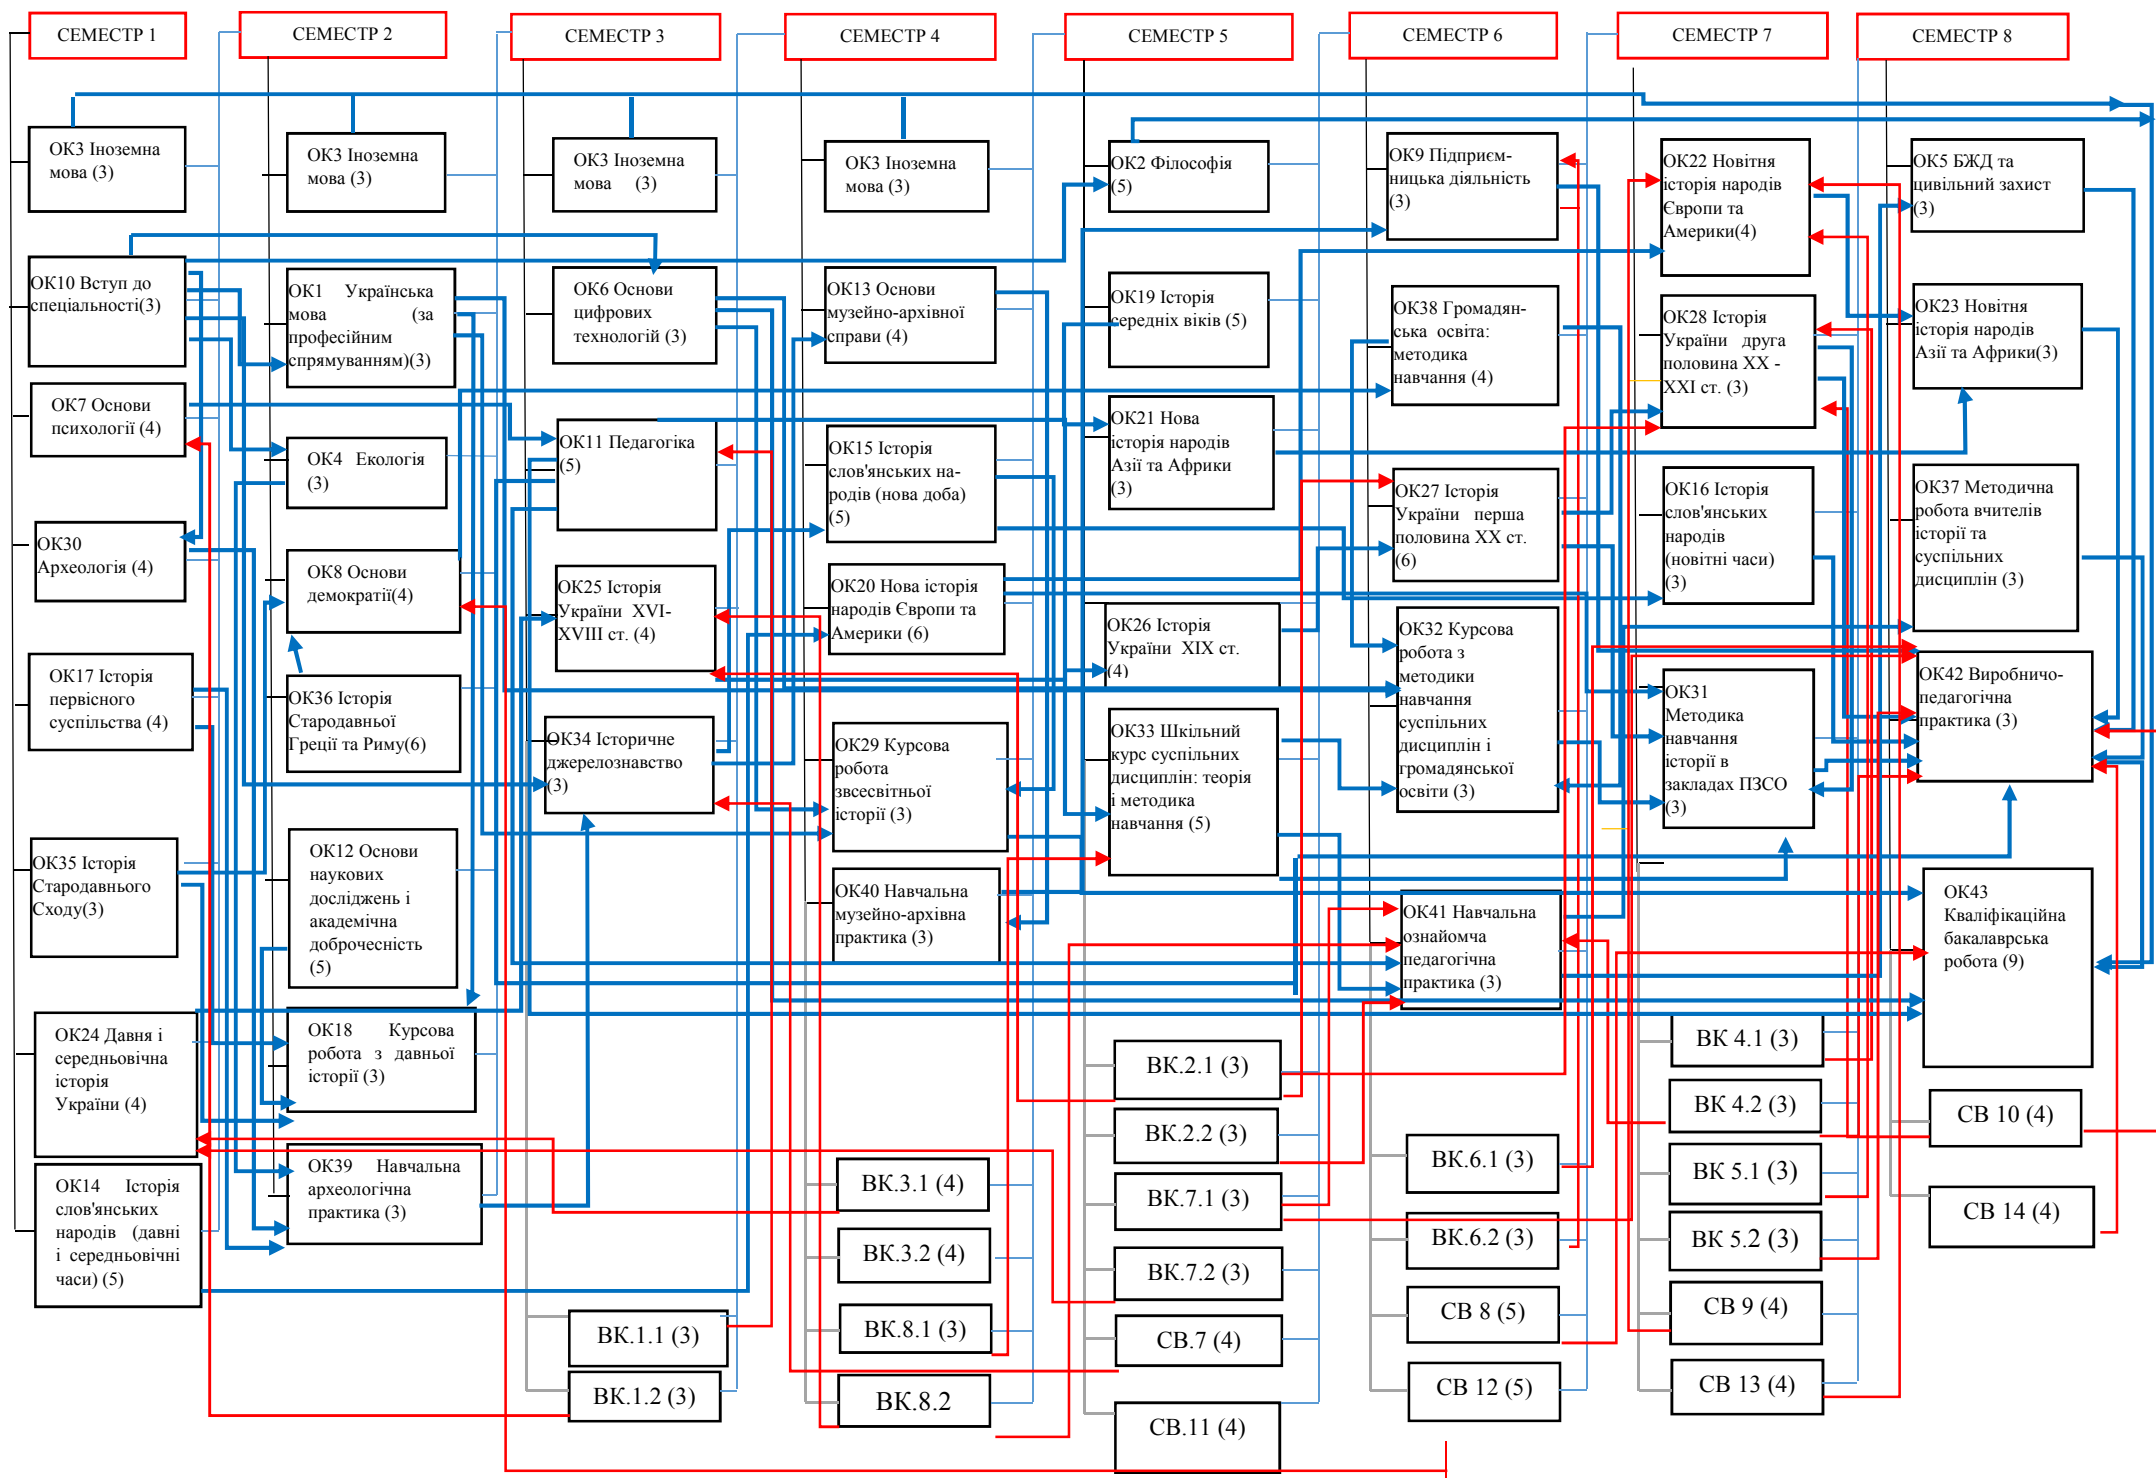 СЕМЕСТР 1
СЕМЕСТР 2
СЕМЕСТР 3
СЕМЕСТР 4
СЕМЕСТР 5
СЕМЕСТР 6
СЕМЕСТР 7
СЕМЕСТР 8
ОК3 Іноземна
мова (3)
ОК10 Вступ до
спеціальності(3)
ОК7 Основи
психології (4)
ОК30
Археологія (4)
ОК17 Історія
первісного
суспільства (4)
ОК35 Історія
Стародавнього
Сходу(3)
ОК24 Давня і
середньовічна
історія
України (4)
ОК14 Історія
слов'янських
народів (давні
і середньовічні
часи) (5)
ОК3 Іноземна
мова (3)
ОК1 Українська
мова (за
професійним
спрямуванням)(3)
ОК4 Екологія
(3)
ОК8 Основи
демократії(4)
ОК36 Історія
Стародавньої
Греції та Риму(6)
ОК12 Основи
наукових
досліджень і
академічна
доброчесність
(5)
ОК18 Курсова
робота з давньої
історії (3)
ОК39 Навчальна
археологічна
практика (3)
ОК3 Іноземна
мова (3)
ОК6 Основи
цифрових
технологій (3)
ОК11 Педагогіка
(5)
ОК25 Історія
України XVI-
XVIII ст. (4)
ОК34 Історичне
джерелознавство
(3)
ВК.1.1 (3)
ВК.1.2 (3)
ОК3 Іноземна
мова (3)
ОК13 Основи
музейно-архівної
справи (4)
ОК15 Історія
слов'янських на-
родів (нова доба)
(5)
ОК20 Нова історія
народів Європи та
Америки (6)
ОК29 Курсова
робота
звсесвітньої
історії (3)
ОК40 Навчальна
музейно-архівна
практика (3)
ВК.3.1 (4)
ВК.3.2 (4)
ВК.8.1 (3)
ВК.8.2
ОК2 Філософія
(5)
ОК19 Історія
середніх віків (5)
ОК21 Нова
історія народів
Азії та Африки
(3)
ОК26 Історія
України XIX ст.
(4)
ОК33 Шкільний
курс суспільних
дисциплін: теорія
і методика
навчання (5)
ВК.2.1 (3)
ВК.2.2 (3)
ВК.7.1 (3)
ВК.7.2 (3)
СВ.7 (4)
СВ.11 (4)
ОК9 Підприєм-
ницька діяльність
(3)
ОК38 Громадян-
ська освіта:
методика
навчання (4)
ОК27 Історія
України перша
половина XX ст.
(6)
ОК32 Курсова
робота з
методики
навчання
суспільних
дисциплін і
громадянської
освіти (3)
ОК41 Навчальна
ознайомча
педагогічна
практика (3)
ВК.6.1 (3)
ВК.6.2 (3)
СВ 8 (5)
СВ 12 (5)
ОК22 Новітня
історія народів
Європи та
Америки(4)
ОК28 Історія
України друга
половина XX -
XXI ст. (3)
ОК16 Історія
слов'янських
народів
(новітні часи)
(3)
ОК31
Методика
навчання
історії в
закладах ПЗСО
(3)
ВК 4.1 (3)
ВК 4.2 (3)
ВК 5.1 (3)
ВК 5.2 (3)
СВ 9 (4)
СВ 13 (4)
ОК5 БЖД та
цивільний захист
(3)
ОК23 Новітня
історія народів
Азії та Африки(3)
ОК37 Методична
робота вчителів
історії та
суспільних
дисциплін (3)
ОК42 Виробничо-
педагогічна
практика (3)
ОК43
Кваліфікаційна
бакалаврська
робота (9)
СВ 10 (4)
СВ 14 (4)